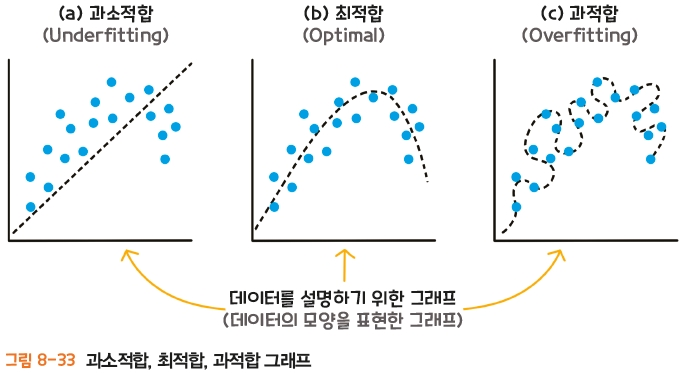 (a) 과소적합
(Underfitting)
(b) 최적합
(Optimal)
(c) 과적합
(Overfitting)
데이터를 설명하기 위한 그래프
(데이터의 모양을 표현한 그래프)
그림 8-33 과소적합, 최적합, 과적합 그래프